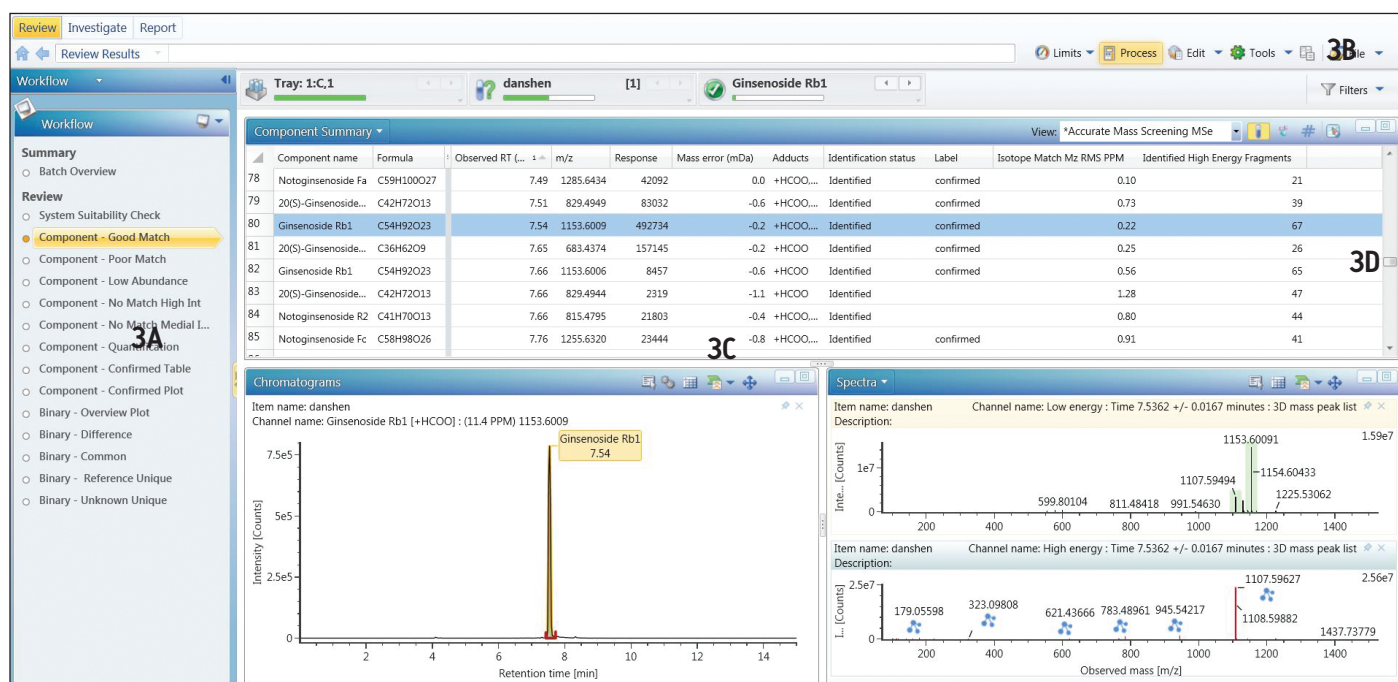 Review Investigate Report
Review Results
Limits Process Edit Tools 3B le
Workflow
Tray: 1:C,1 danshen [1] Ginsenoside Rb1
Filters
Workflow
Summary
Batch Overview
Review
System Suitability Check
Component - Good Match
Component - Poor Match
Component - Low Abundance
Component - No Match High Int
Component - No Match Medial I...
Component - Quantification
3A
Component - Confirmed Table
Component - Confirmed Plot
Binary - Overview Plot
Binary - Difference
Binary - Common
Binary - Reference Unique
Binary - Unknown Unique
Component Summary View: *Accurate Mass Screening MSe
Component name Formula Observed RT (... 1 m/z Response Mass error (mDa) Adducts Identification status Label Isotope Match Mz RMS PPM Identified High Energy Fragments
78 Notoginsenoside Fa C59H100O27 7.49 1285.6434 42092 0.0 +HCOO,... Identified confirmed 0.10 21
79 20(S)-Ginsenoside... C42H72O13 7.51 829.4949 83032 -0.6 +HCOO,... Identified confirmed 0.73 39
80 Ginsenoside Rb1 C54H92O23 7.54 1153.6009 492734 -0.2 +HCOO,... Identified confirmed 0.22 67
81 20(S)-Ginsenoside... C36H62O9 7.65 683.4374 157145 -0.2 +HCOO Identified confirmed 0.25 26
82 Ginsenoside Rb1 C54H92O23 7.66 1153.6006 8457 -0.6 +HCOO Identified confirmed 0.56 65
3D
83 20(S)-Ginsenoside... C42H72O13 7.66 829.4944 2319 -1.1 +HCOO Identified 1.28 47
84 Notoginsenoside R2 C41H70O13 7.66 815.4795 21803 -0.4 +HCOO,... Identified 0.80 44
85 Notoginsenoside Fc C58H98O26 7.76 1255.6320 23444 -0.8 +HCOO,... Identified confirmed 0.91 41
3C
Chromatograms
Item name: danshen
Channel name: Ginsenoside Rb1 [+HCOO] : (11.4 PPM) 1153.6009
Ginsenoside Rb1
7.54
7.5e5
5e5
2.5e5
0
Intensity [Counts]
2 4 6 8 10 12 14
Retention time [min]
Spectra
Item name: danshen Channel name: Low energy : Time 7.5362 +/- 0.0167 minutes : 3D mass peak list
Description:
1.59e7
1153.60091
1154.60433
1107.59494
1225.53062
599.80104 811.48418 991.54630
Inte... [Counts]
1e7
0
200 400 600 800 1000 1200 1400
Item name: danshen Channel name: High energy : Time 7.5362 +/- 0.0167 minutes : 3D mass peak list
Description:
2.5e7
2.56e7
1107.59627
1108.59882
179.05598 323.09808 621.43666 783.48961 945.54217
1437.73779
I... [Counts]
0
200 400 600 800 1000 1200 1400
Observed mass [m/z]